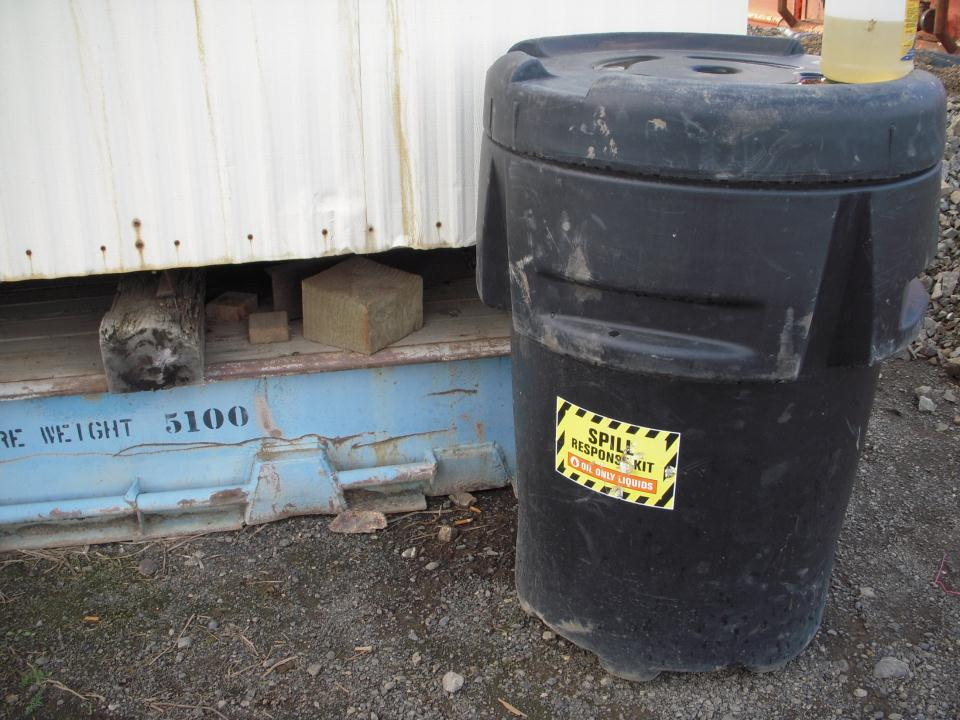 RE WEIGHT 5100
SPILL
RESPONSE KIT
OIL ONLY LIQUIDS